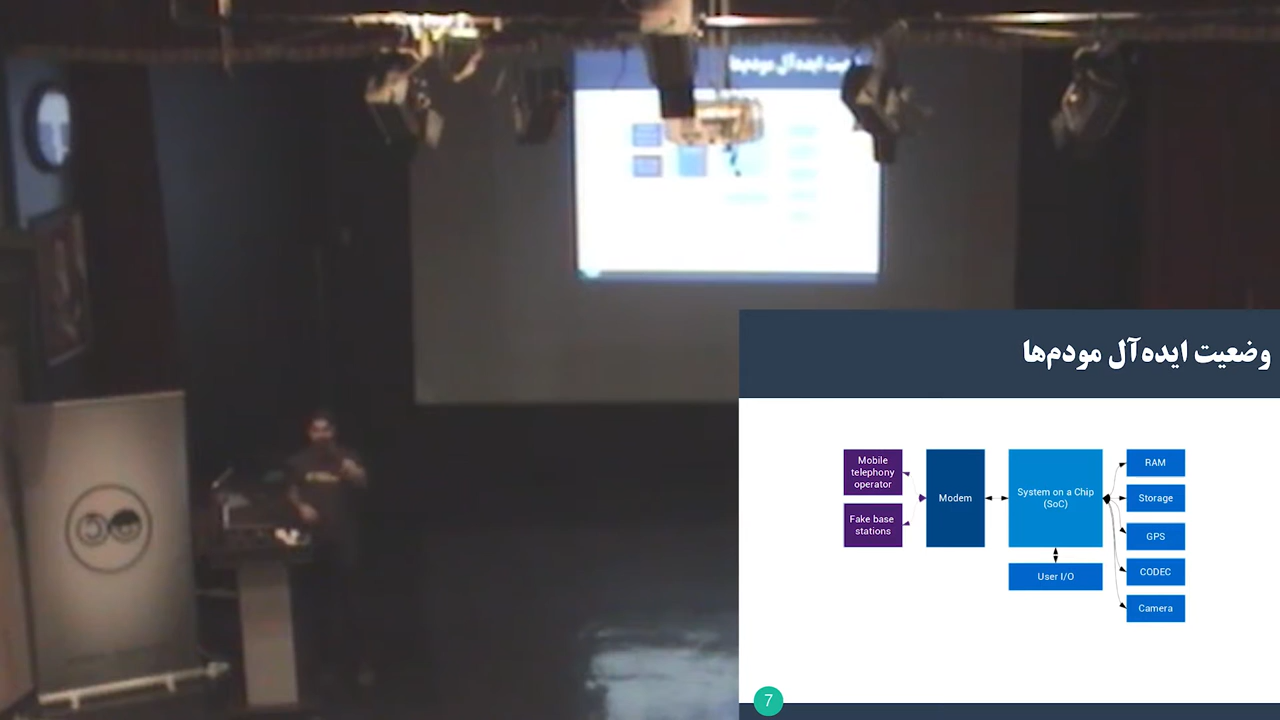 وضعیت ایده‌آل مودم‌ها
Mobile
telephony
operator
Fake base
stations
Modem
System on a Chip
(SoC)
User I/O
RAM
Storage
GPS
CODEC
Camera
7